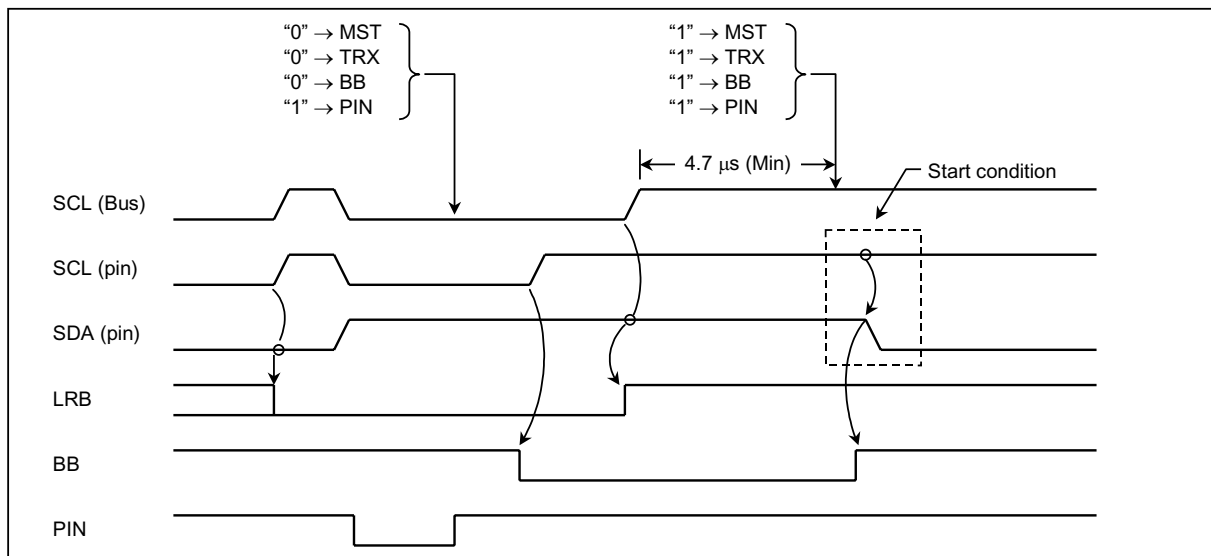 “0” → MST
“0” → TRX
“0” → BB
“1” → PIN
“1” → MST
“1” → TRX
“1” → BB
“1” → PIN
4.7 μs (Min)
Start condition
SCL (Bus)
SCL (pin)
SDA (pin)
LRB
BB
PIN